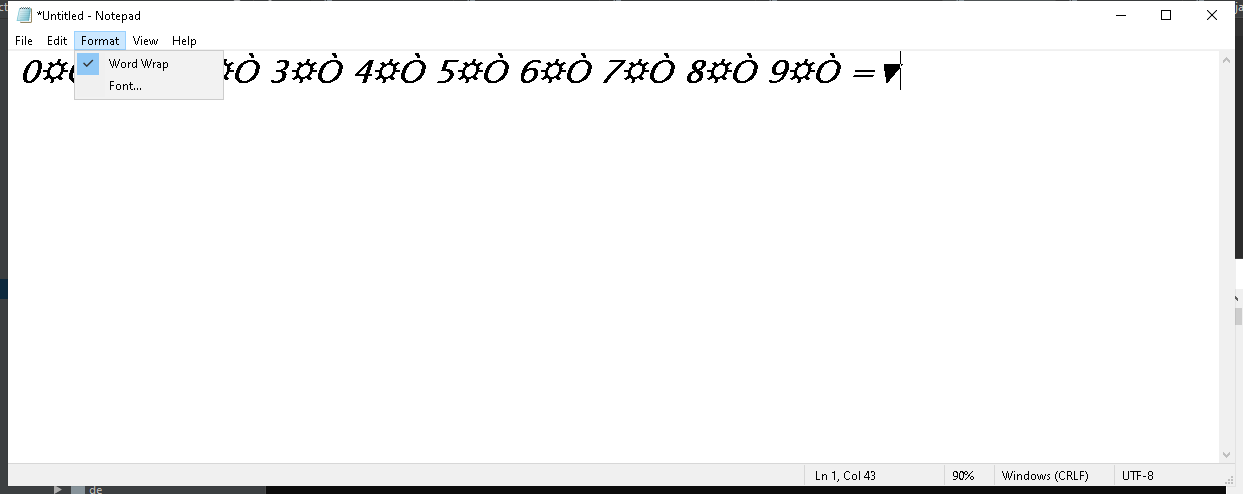 *Untitled - Notepad
File Edit Format View Help
Word Wrap
Font...
0☼ Ò 3☼Ò 4☼Ò 5☼Ò 6☼Ò 7☼Ò 8☼Ò 9☼Ò =▼
Ln 1, Col 43 90% Windows (CRLF) UTF-8
de